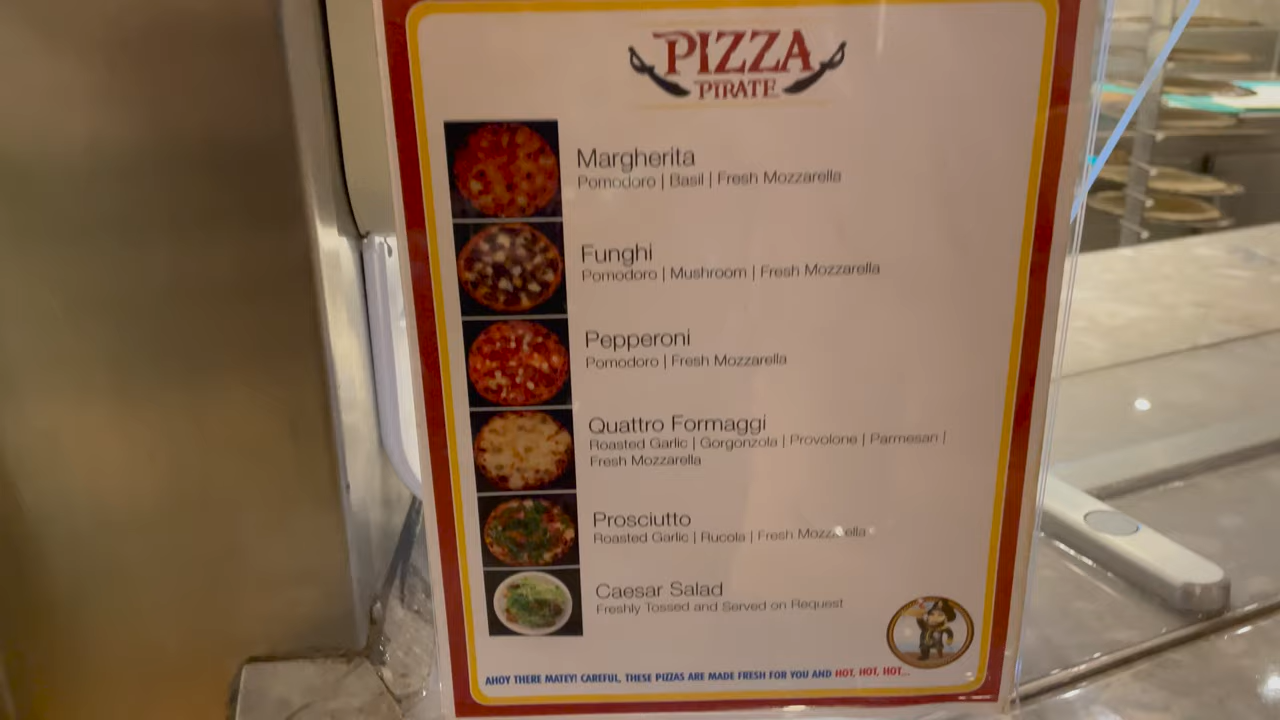 PIZZA
PIRATE
Margherita
Pomodoro | Basil | Fresh Mozzarella
Funghi
Pomodoro | Mushroom | Fresh Mozzarella
Pepperoni
Pomodoro | Fresh Mozzarella
Quattro Formaggi
Roasted Garlic | Gorgonzola | Provolone | Parmesan |
Fresh Mozzarella
Prosciutto
Roasted Garlic | Rucola | Fresh Mozzarella
Caesar Salad
Freshly Tossed and Served on Request
AHOY THERE MATEY! CAREFUL, THESE PIZZAS ARE MADE FRESH FOR YOU AND HOT, HOT, HOT...